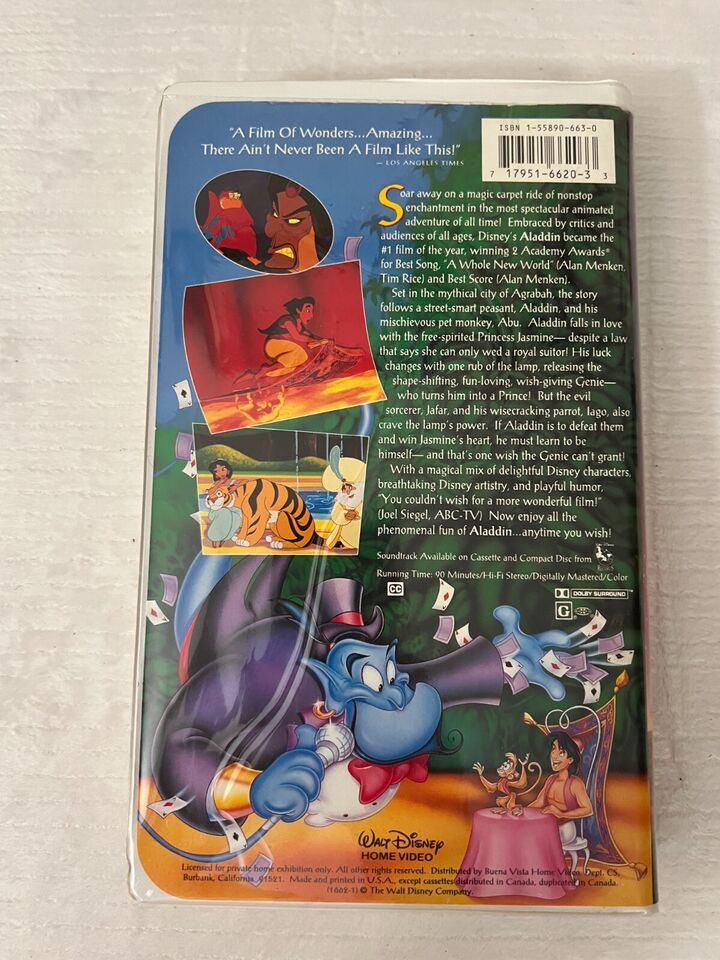 "A Film Of Wonders...Amazing...
There Ain't Never Been A Film Like This!"
— LOS ANGELES TIMES
ISBN 1-55890-663-0
7 17951-6620-3 3
Soar away on a magic carpet ride of nonstop
enchantment in the most spectacular animated
adventure of all time! Embraced by critics and
audiences of all ages, Disney's Aladdin became the
#1 film of the year, winning 2 Academy Awards®
for Best Song, "A Whole New World" (Alan Menken,
Tim Rice) and Best Score (Alan Menken).
Set in the mythical city of Agrabah, the story
follows a street-smart peasant, Aladdin, and his
mischievous pet monkey, Abu. Aladdin falls in love
with the free-spirited Princess Jasmine— despite a law
that says she can only wed a royal suitor! His luck
changes with one rub of the lamp, releasing the
shape-shifting, fun-loving, wish-giving Genie—
who turns him into a Prince! But the evil
sorcerer, Jafar, and his wisecracking parrot, Iago, also
crave the lamp's power. If Aladdin is to defeat them
and win Jasmine's heart, he must learn to be
himself— and that's one wish the Genie can't grant!
With a magical mix of delightful Disney characters,
breathtaking Disney artistry, and playful humor,
"You couldn't wish for a more wonderful film!"
(Joel Siegel, ABC-TV) Now enjoy all the
phenomenal fun of Aladdin...anytime you wish!
Soundtrack Available on Cassette and Compact Disc from
Running Time: 90 Minutes/Hi-Fi Stereo/Digitally Mastered/Color
CC
DOLBY SURROUND
G
WALT DISNEY
HOME VIDEO
Licensed for private home exhibition only. All other rights reserved. Distributed by Buena Vista Home Video, Dept. CS,
Burbank, California 91521. Made and printed in U.S.A., except cassettes distributed in Canada, duplicated in Canada.
(1662-1) © The Walt Disney Company.